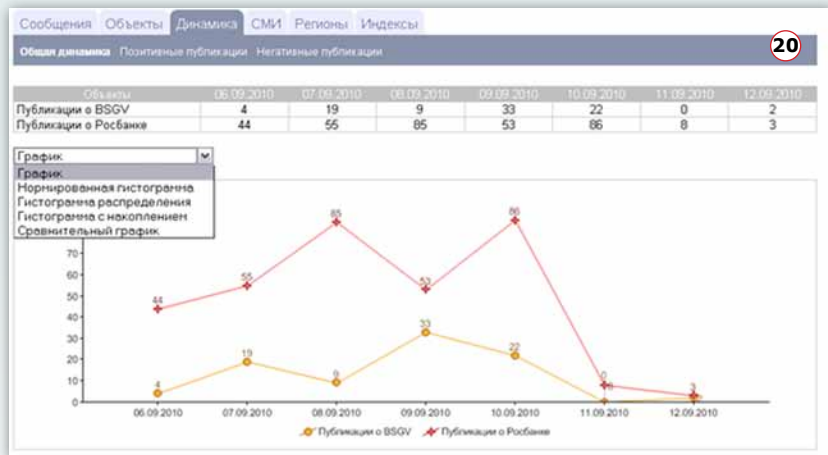 Сообщения Объекты Динамика СМИ Регионы Индексы
Общая динамика Позитивные публикации Негативные публикации
20
Объекты 06.09.2010 07.09.2010 08.09.2010 09.09.2010 10.09.2010 11.09.2010 12.09.2010
Публикации о BSGV 4 19 9 33 22 0 2
Публикации о Росбанке 44 55 85 53 86 8 3
График
График
Нормированная гистограмма
Гистограмма распределения
Гистограмма с накоплением
Сравнительный график
85 86
70
60
55 53
50
44
40
33
30
22
20
19
10
9
4
0 8 3
0
06.09.2010 07.09.2010 08.09.2010 09.09.2010 10.09.2010 11.09.2010 12.09.2010
Публикации о BSGV Публикации о Росбанке